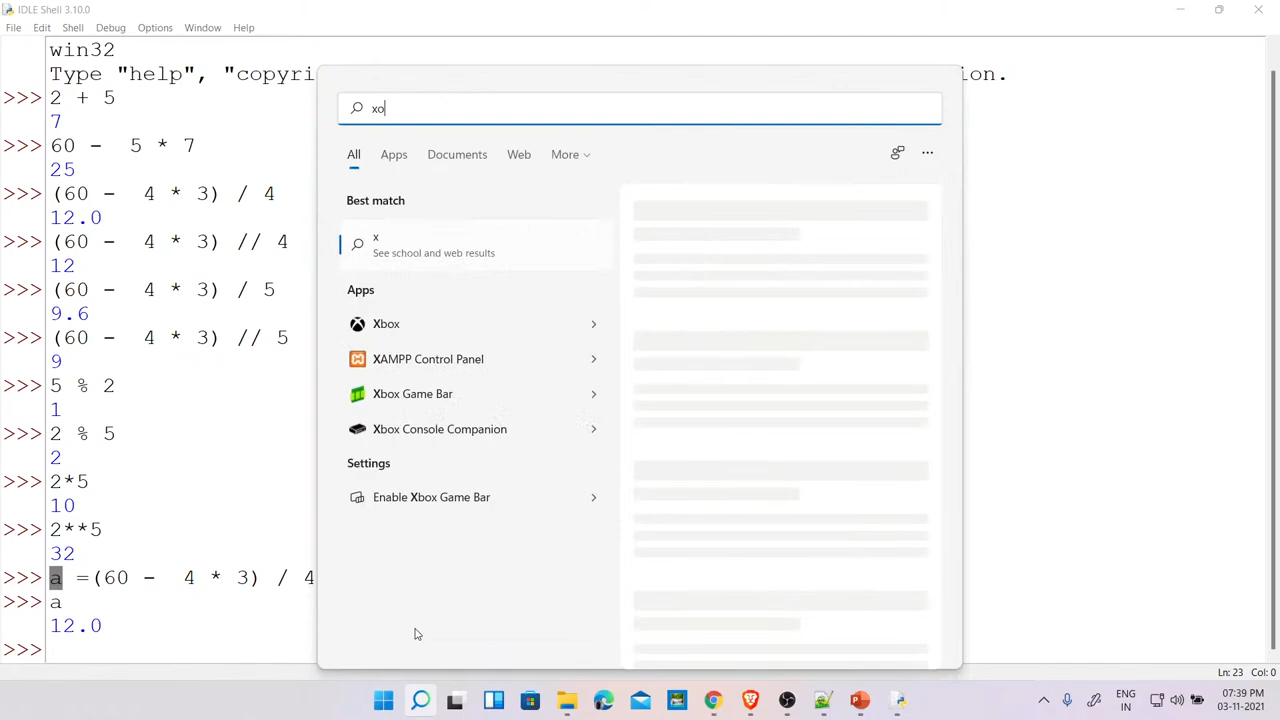 IDLE Shell 3.10.0
File Edit Shell Debug Options Window Help
win32
Type "help", "copyri
ion.
>>> 2 + 5
7
>>> 60 -  5 * 7
25
>>> (60 -  4 * 3) / 4
12.0
>>> (60 -  4 * 3) // 4
12
>>> (60 -  4 * 3) / 5
9.6
>>> (60 -  4 * 3) // 5
9
>>> 5 % 2
1
>>> 2 % 5
2
>>> 2*5
10
>>> 2**5
32
>>> a =(60 -  4 * 3) / 4
>>> a
12.0
>>>
xo
All Apps Documents Web More
Best match
x
See school and web results
Apps
Xbox
XAMPP Control Panel
Xbox Game Bar
Xbox Console Companion
Settings
Enable Xbox Game Bar
Ln: 23 Col: 0
ENG
IN
07:39 PM
03-11-2021